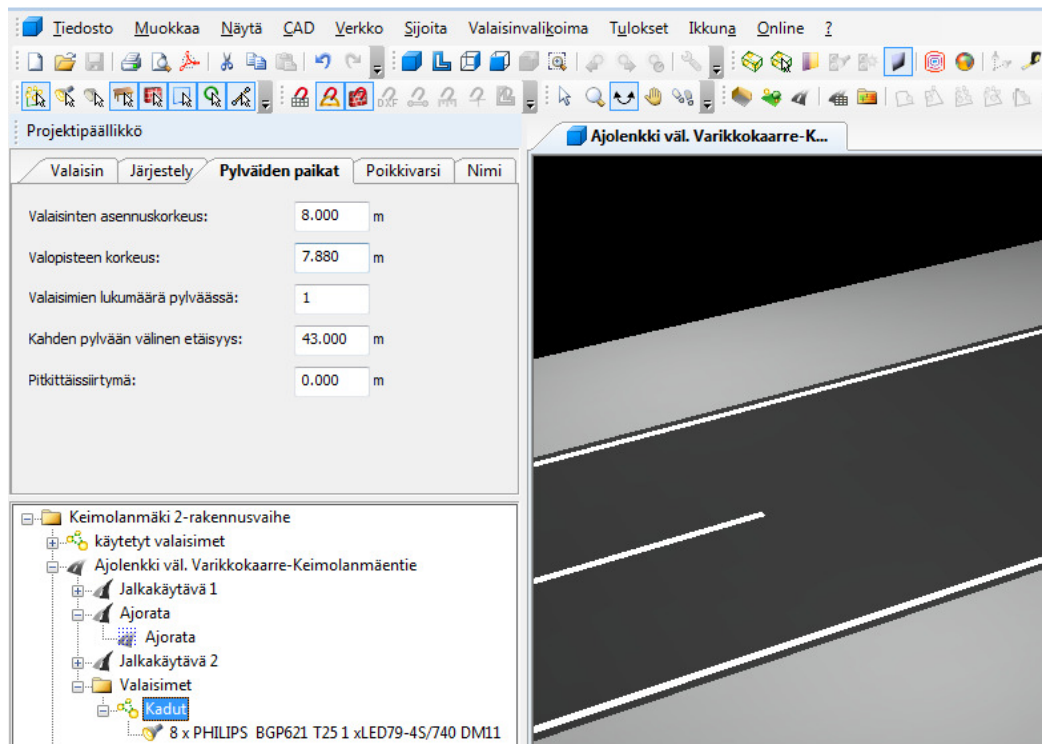 Tiedosto Muokkaa Näytä CAD Verkko Sijoita Valaisinvalikoima Tulokset Ikkuna Online ?
DXF
Projektipäällikkö
Ajolenkki väl. Varikkokaarre-K...
Valaisin Järjestely Pylväiden paikat Poikkivarsi Nimi
Valaisinten asennuskorkeus: 8.000 m
Valopisteen korkeus: 7.880 m
Valaisimien lukumäärä pylväässä: 1
Kahden pylvään välinen etäisyys: 43.000 m
Pitkittäissiirtymä: 0.000 m
Keimolanmäki 2-rakennusvaihe
käytetyt valaisimet
Ajolenkki väl. Varikkokaarre-Keimolanmäentie
Jalkakäytävä 1
Ajorata
Ajorata
Jalkakäytävä 2
Valaisimet
Kadut
8 x PHILIPS BGP621 T25 1 xLED79-4S/740 DM11